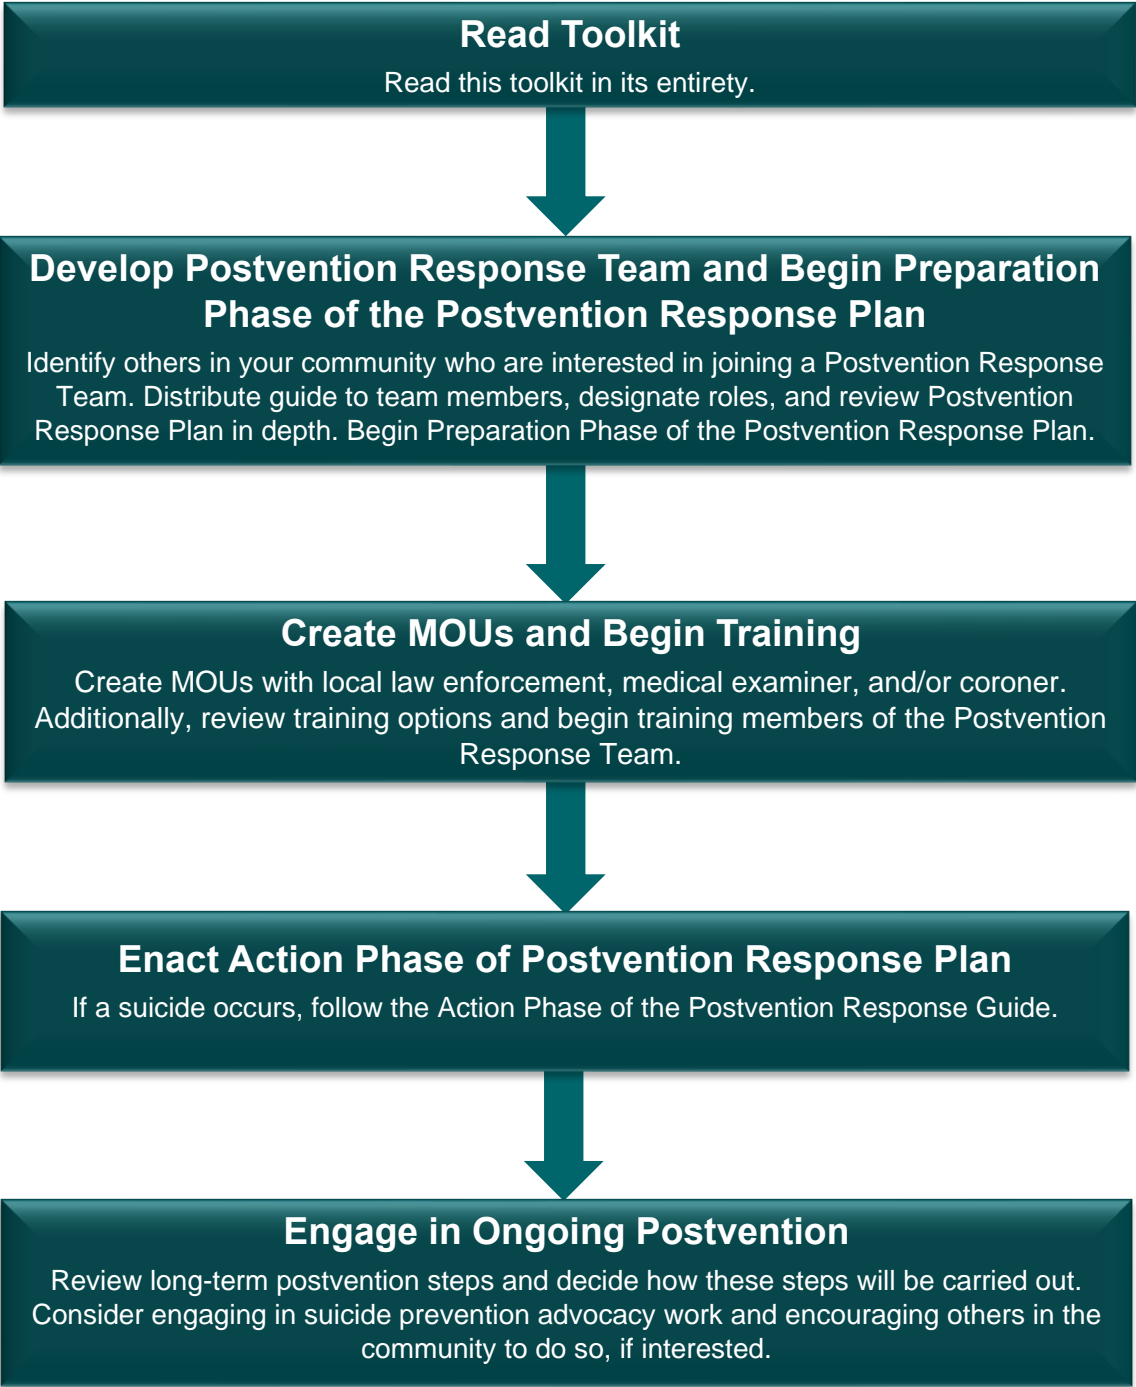 Read Toolkit
Read this toolkit in its entirety.
Develop Postvention Response Team and Begin Preparation
Phase of the Postvention Response Plan
Identify others in your community who are interested in joining a Postvention Response
Team. Distribute guide to team members, designate roles, and review Postvention
Response Plan in depth. Begin Preparation Phase of the Postvention Response Plan.
Create MOUs and Begin Training
Create MOUs with local law enforcement, medical examiner, and/or coroner.
Additionally, review training options and begin training members of the Postvention
Response Team.
Enact Action Phase of Postvention Response Plan
If a suicide occurs, follow the Action Phase of the Postvention Response Guide.
Engage in Ongoing Postvention
Review long-term postvention steps and decide how these steps will be carried out.
Consider engaging in suicide prevention advocacy work and encouraging others in the
community to do so, if interested.